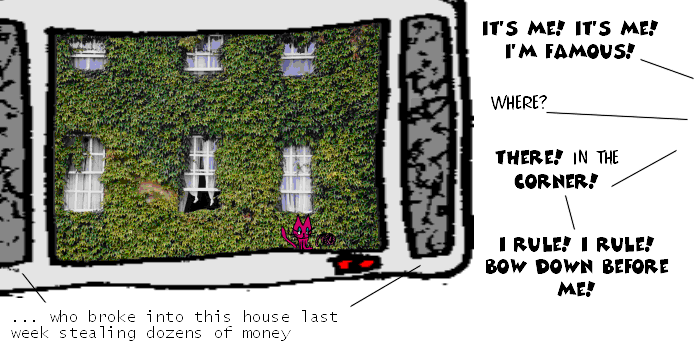 IT'S ME! IT'S ME!
I'M FAMOUS!
WHERE?
THERE! IN THE
CORNER!
I RULE! I RULE!
BOW DOWN BEFORE
ME!
... who broke into this house last
week stealing dozens of money